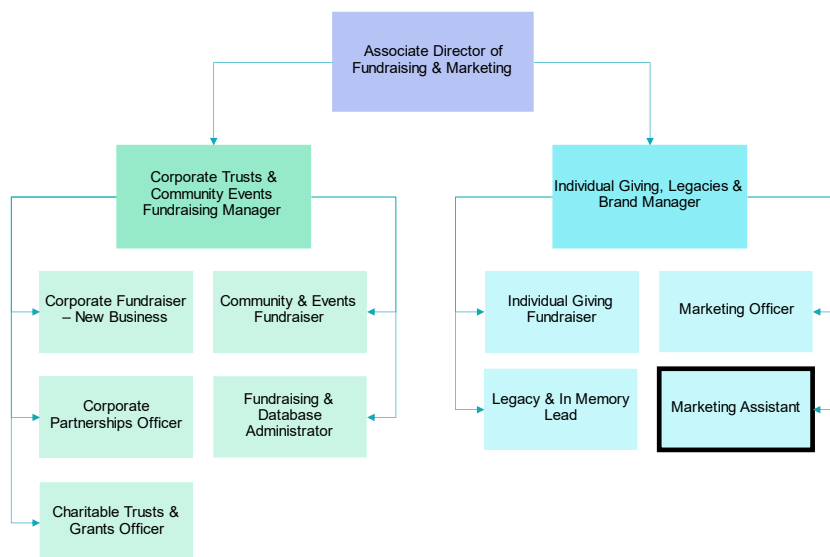 Associate Director of
Fundraising & Marketing
Corporate Trusts &
Community Events
Fundraising Manager
Individual Giving, Legacies &
Brand Manager
Corporate Fundraiser
– New Business
Community & Events
Fundraiser
Individual Giving
Fundraiser
Marketing Officer
Corporate
Partnerships Officer
Fundraising &
Database
Administrator
Legacy & In Memory
Lead
Marketing Assistant
Charitable Trusts &
Grants Officer